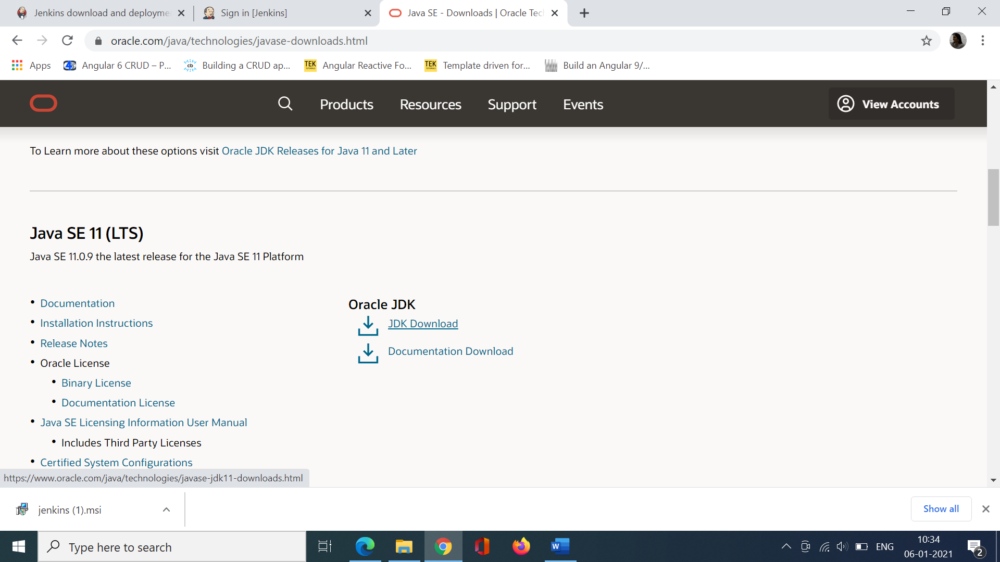 Jenkins download and deployme
Sign in [Jenkins]
Java SE - Downloads | Oracle Tec
oracle.com/java/technologies/javase-downloads.html
Apps
Angular 6 CRUD – P...
cb
Building a CRUD ap...
TEK
Angular Reactive Fo...
TEK
Template driven for...
Build an Angular 9/...
Products
Resources
Support
Events
View Accounts
To Learn more about these options visit Oracle JDK Releases for Java 11 and Later
Java SE 11 (LTS)
Java SE 11.0.9 the latest release for the Java SE 11 Platform
• Documentation
• Installation Instructions
• Release Notes
• Oracle License
• Binary License
• Documentation License
• Java SE Licensing Information User Manual
• Includes Third Party Licenses
• Certified System Configurations
Oracle JDK
JDK Download
Documentation Download
https://www.oracle.com/java/technologies/javase-jdk11-downloads.html
jenkins (1).msi
Show all
Type here to search
W
ENG
10:34
06-01-2021
2